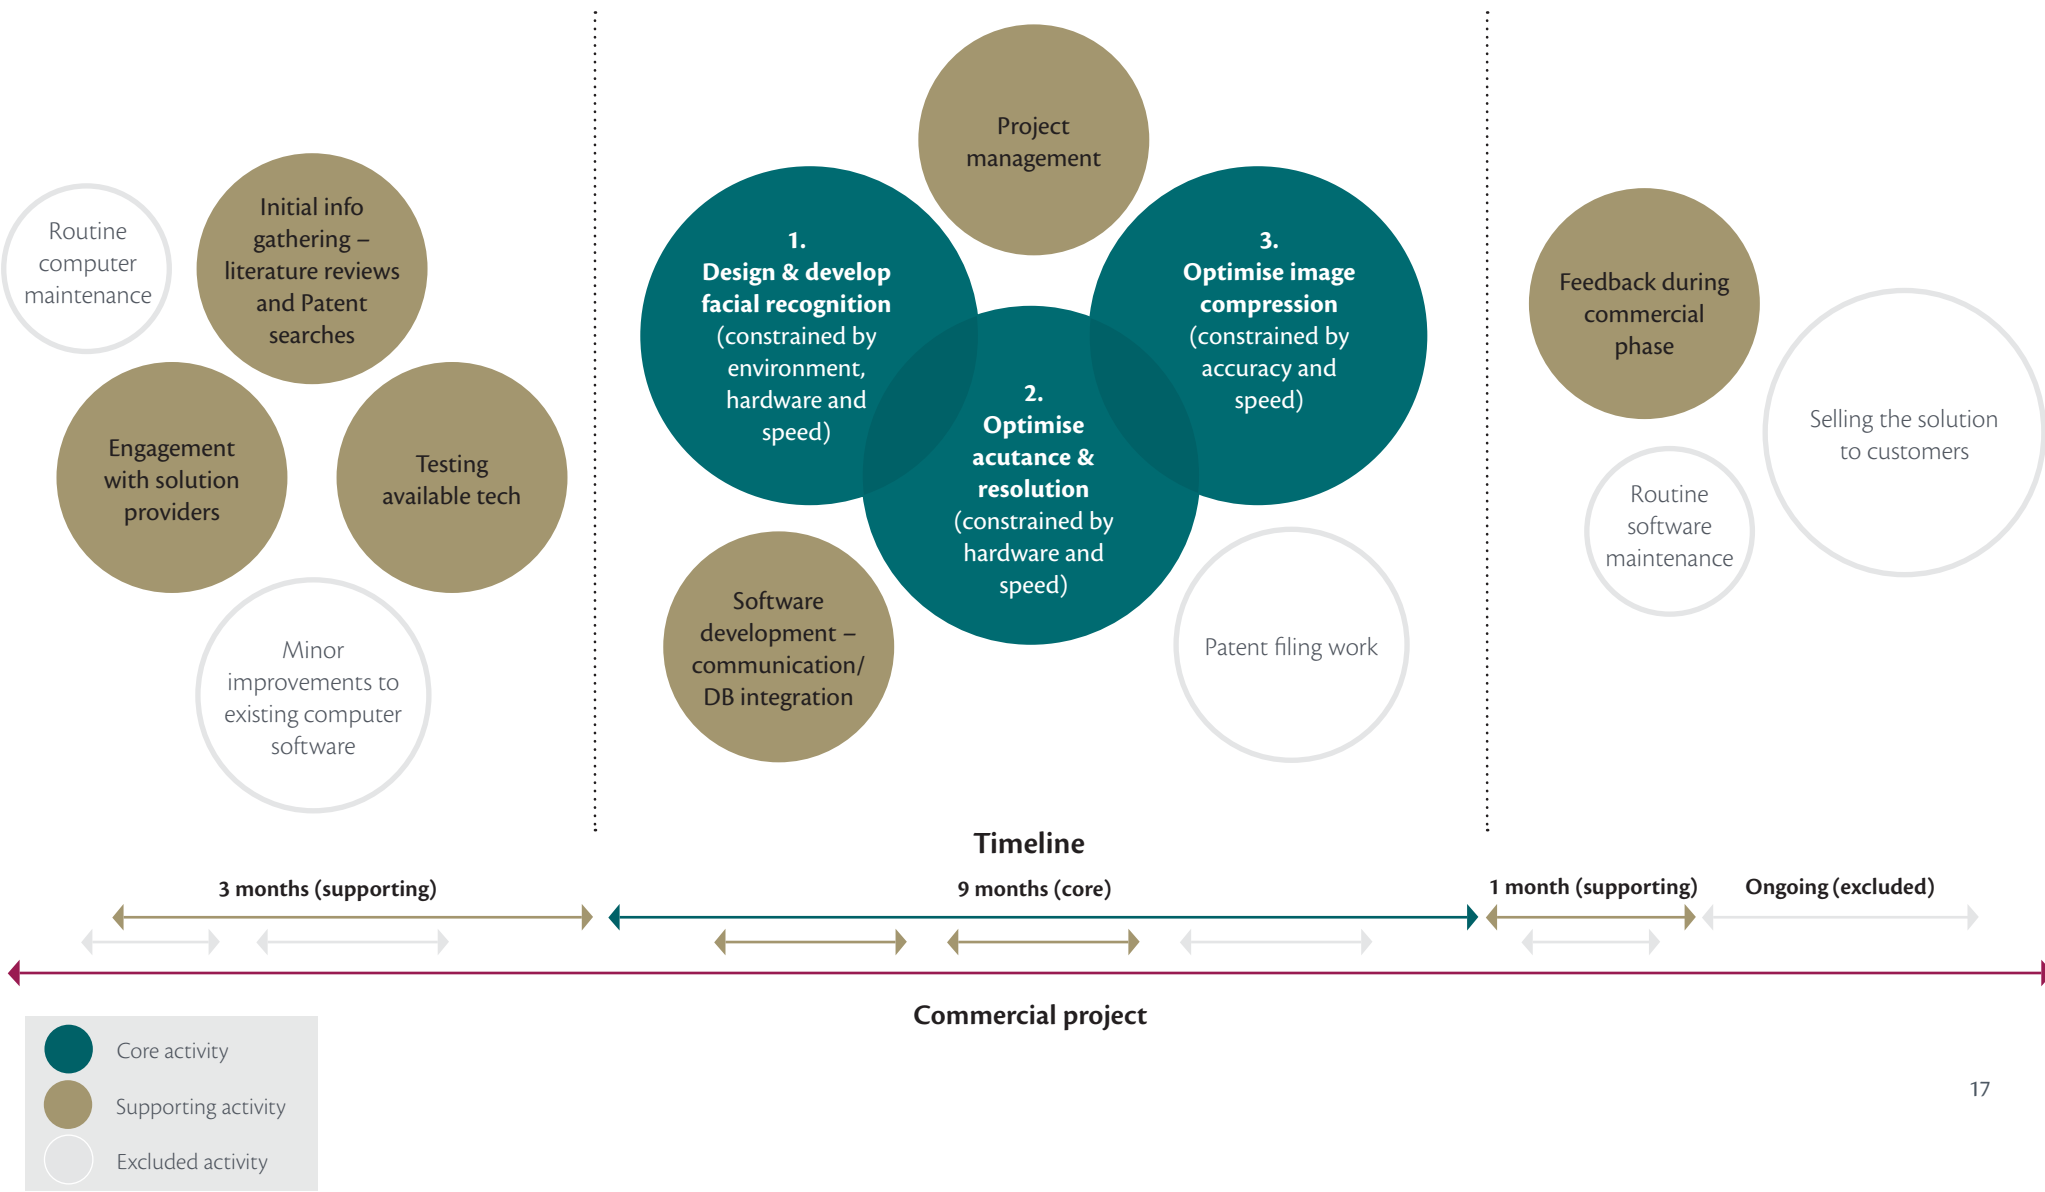 Routine
computer
maintenance
Initial info
gathering –
literature reviews
and Patent
searches
Engagement
with solution
providers
Testing
available tech
Minor
improvements to
existing computer
software
Project
management
1.
Design & develop
facial recognition
(constrained by
environment,
hardware and
speed)
2.
Optimise
acutance &
resolution
(constrained by
hardware and
speed)
3.
Optimise image
compression
(constrained by
accuracy and
speed)
Software
development –
communication/
DB integration
Patent filing work
Feedback during
commercial
phase
Selling the solution
to customers
Routine
software
maintenance
Timeline
3 months (supporting)
9 months (core)
1 month (supporting)
Ongoing (excluded)
Commercial project
Core activity
Supporting activity
Excluded activity
17